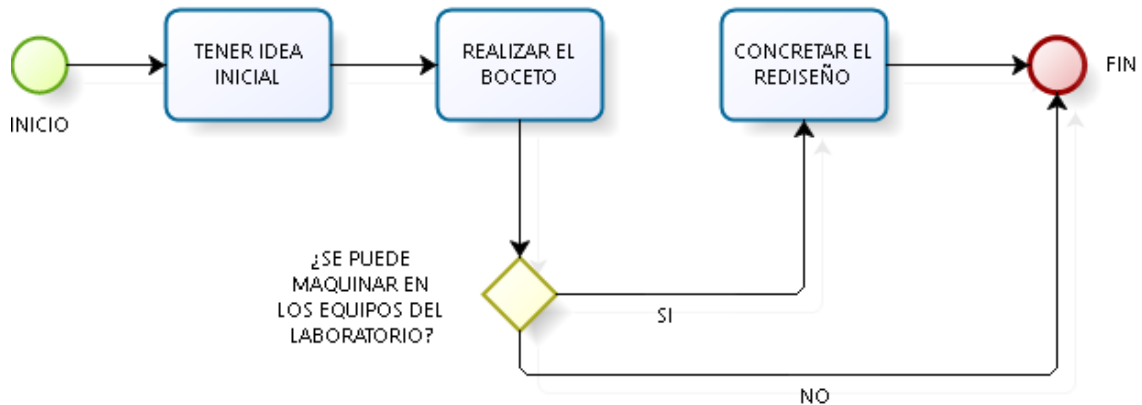 INICIO
TENER IDEA
INICIAL
REALIZAR EL
BOCETO
CONCRETAR EL
REDISEÑO
FIN
¿SE PUEDE
MAQUINAR EN
LOS EQUIPOS DEL
LABORATORIO?
SI
NO